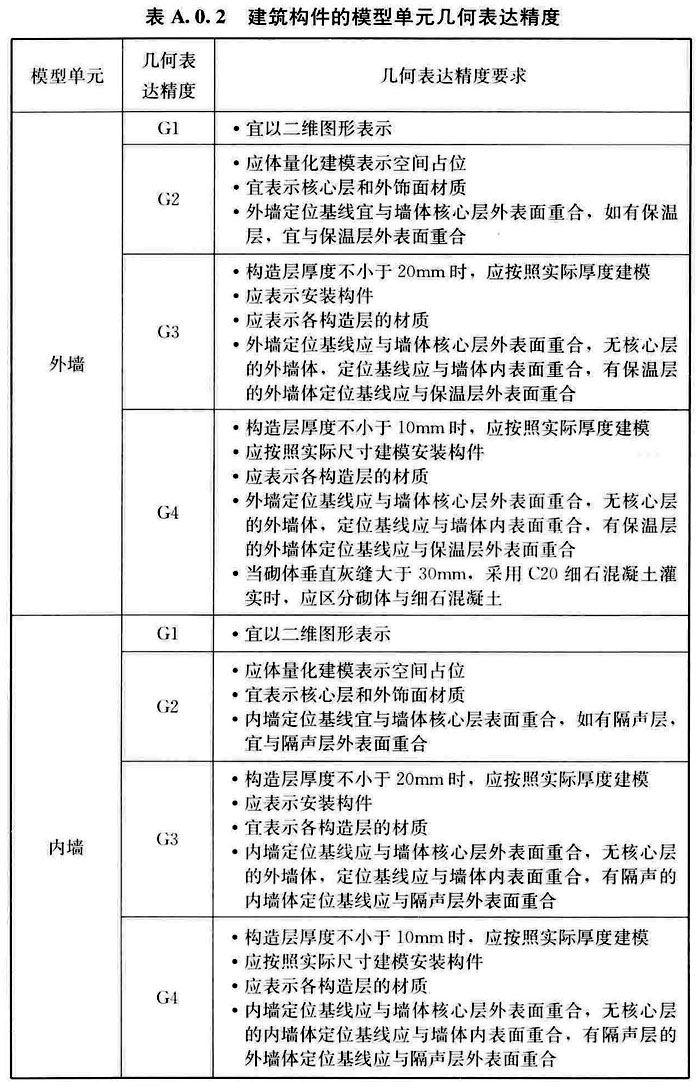 表 A.0.2 建筑构件的模型单元几何表达精度
模型单元
几何表
达精度
几何表达精度要求
外墙
G1
·宜以二维图形表示
G2
·应体量化建模表示空间占位
·宜表示核心层和外饰面材质
·外墙定位基线宜与墙体核心层外表面重合，如有保温
层，宜与保温层外表面重合
G3
·构造层厚度不小于20mm时，应按照实际厚度建模
·应表示安装构件
·应表示各构造层的材质
·外墙定位基线应与墙体核心层外表面重合，无核心层
的外墙体，定位基线应与墙体内表面重合，有保温层
的外墙体定位基线应与保温层外表面重合
G4
·构造层厚度不小于10mm时，应按照实际厚度建模
·应按照实际尺寸建模安装构件
·应表示各构造层的材质
·外墙定位基线应与墙体核心层外表面重合，无核心层
的外墙体，定位基线应与墙体内表面重合，有保温层
的外墙体定位基线应与保温层外表面重合
·当砌体垂直灰缝大于30mm，采用C20细石混凝土灌
实时，应区分砌体与细石混凝土
内墙
G1
·宜以二维图形表示
G2
·应体量化建模表示空间占位
·宜表示核心层和外饰面材质
·内墙定位基线宜与墙体核心层表面重合，如有隔声层，
宜与隔声层外表面重合
G3
·构造层厚度不小于20mm时，应按照实际厚度建模
·应表示安装构件
·宜表示各构造层的材质
·内墙定位基线应与墙体核心层外表面重合，无核心层
的外墙体，定位基线应与墙体内表面重合，有隔声的
内墙体定位基线应与隔声层外表面重合
G4
·构造层厚度不小于10mm时，应按照实际厚度建模
·应按照实际尺寸建模安装构件
·应表示各构造层的材质
·内墙定位基线应与墙体核心层外表面重合，无核心层
的内墙体定位基线应与墙体内表面重合，有隔声层的
外墙体定位基线应与隔声层外表面重合